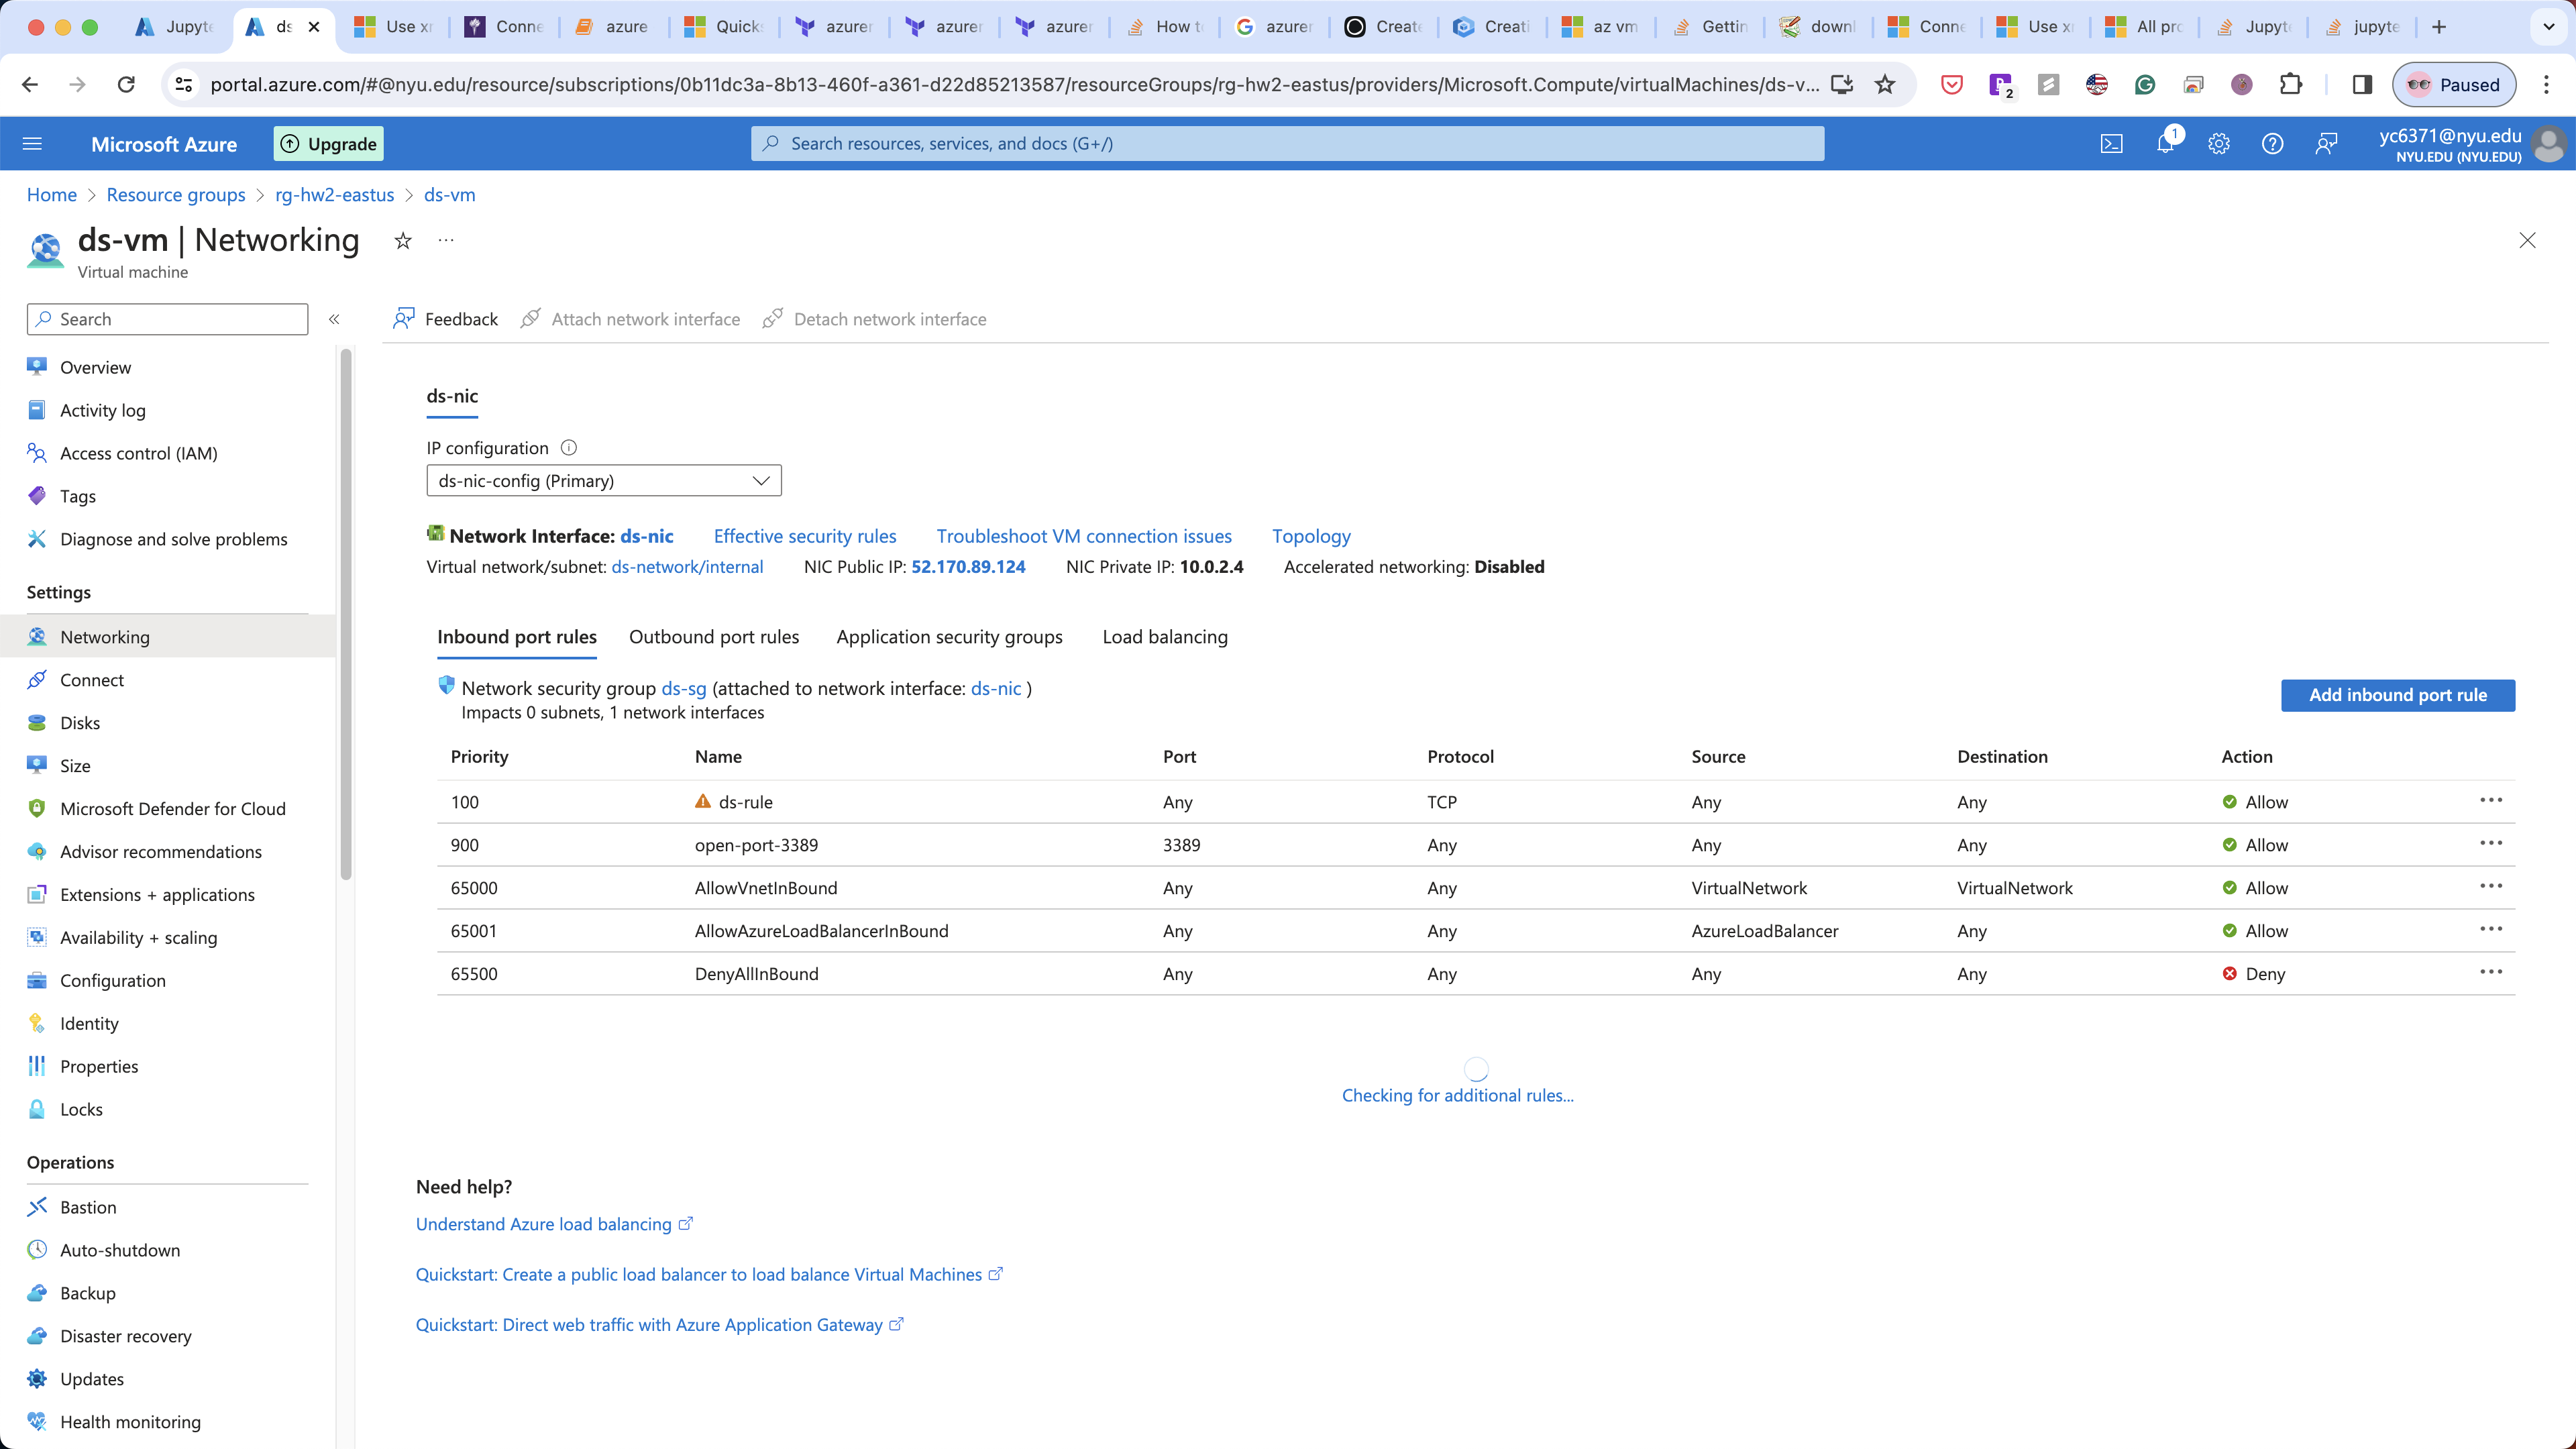 Jupyte
ds
Use xr
Conne
azure
Quicks
azurer
azurer
azurer
How to
azurer
Create
Creati
az vm
Gettin
downl
Conne
Use xr
All pro
Jupyte
jupyte
portal.azure.com/#@nyu.edu/resource/subscriptions/0b11dc3a-8b13-460f-a361-d22d85213587/resourceGroups/rg-hw2-eastus/providers/Microsoft.Compute/virtualMachines/ds-v...
2
Paused
Microsoft Azure
Upgrade
Search resources, services, and docs (G+/)
1
yc6371@nyu.edu
NYU.EDU (NYU.EDU)
Home > Resource groups > rg-hw2-eastus > ds-vm
ds-vm | Networking
Virtual machine
Search
Overview
Activity log
Access control (IAM)
Tags
Diagnose and solve problems
Settings
Networking
Connect
Disks
Size
Microsoft Defender for Cloud
Advisor recommendations
Extensions + applications
Availability + scaling
Configuration
Identity
Properties
Locks
Operations
Bastion
Auto-shutdown
Backup
Disaster recovery
Updates
Health monitoring
Feedback
Attach network interface
Detach network interface
ds-nic
IP configuration
ds-nic-config (Primary)
Network Interface: ds-nic Effective security rules Troubleshoot VM connection issues Topology
Virtual network/subnet: ds-network/internal NIC Public IP: 52.170.89.124 NIC Private IP: 10.0.2.4 Accelerated networking: Disabled
Inbound port rules Outbound port rules Application security groups Load balancing
Network security group ds-sg (attached to network interface: ds-nic )
Impacts 0 subnets, 1 network interfaces
Add inbound port rule
Priority Name Port Protocol Source Destination Action
100 ds-rule Any TCP Any Any Allow
900 open-port-3389 3389 Any Any Any Allow
65000 AllowVnetInBound Any Any VirtualNetwork VirtualNetwork Allow
65001 AllowAzureLoadBalancerInBound Any Any AzureLoadBalancer Any Allow
65500 DenyAllInBound Any Any Any Any Deny
Checking for additional rules...
Need help?
Understand Azure load balancing
Quickstart: Create a public load balancer to load balance Virtual Machines
Quickstart: Direct web traffic with Azure Application Gateway